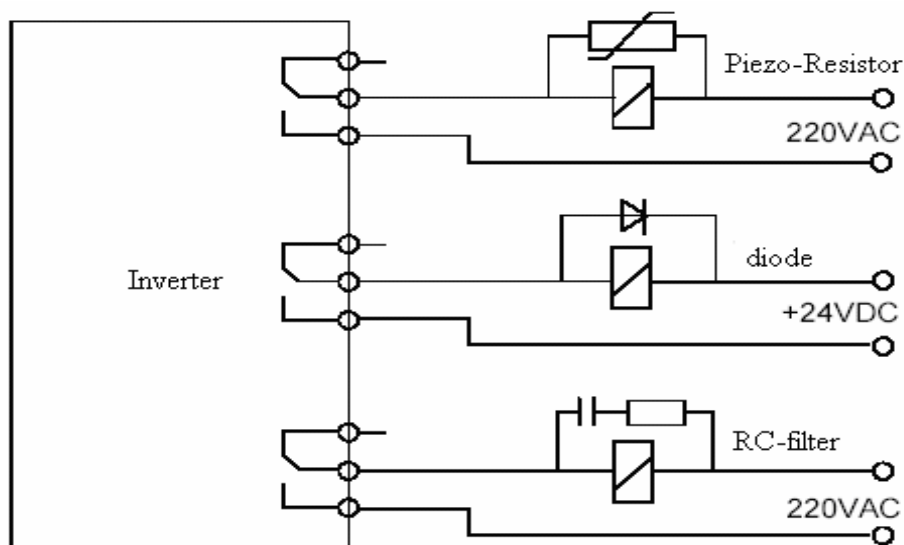 Piezo-Resistor
220VAC
Inverter
diode
+24VDC
RC-filter
220VAC